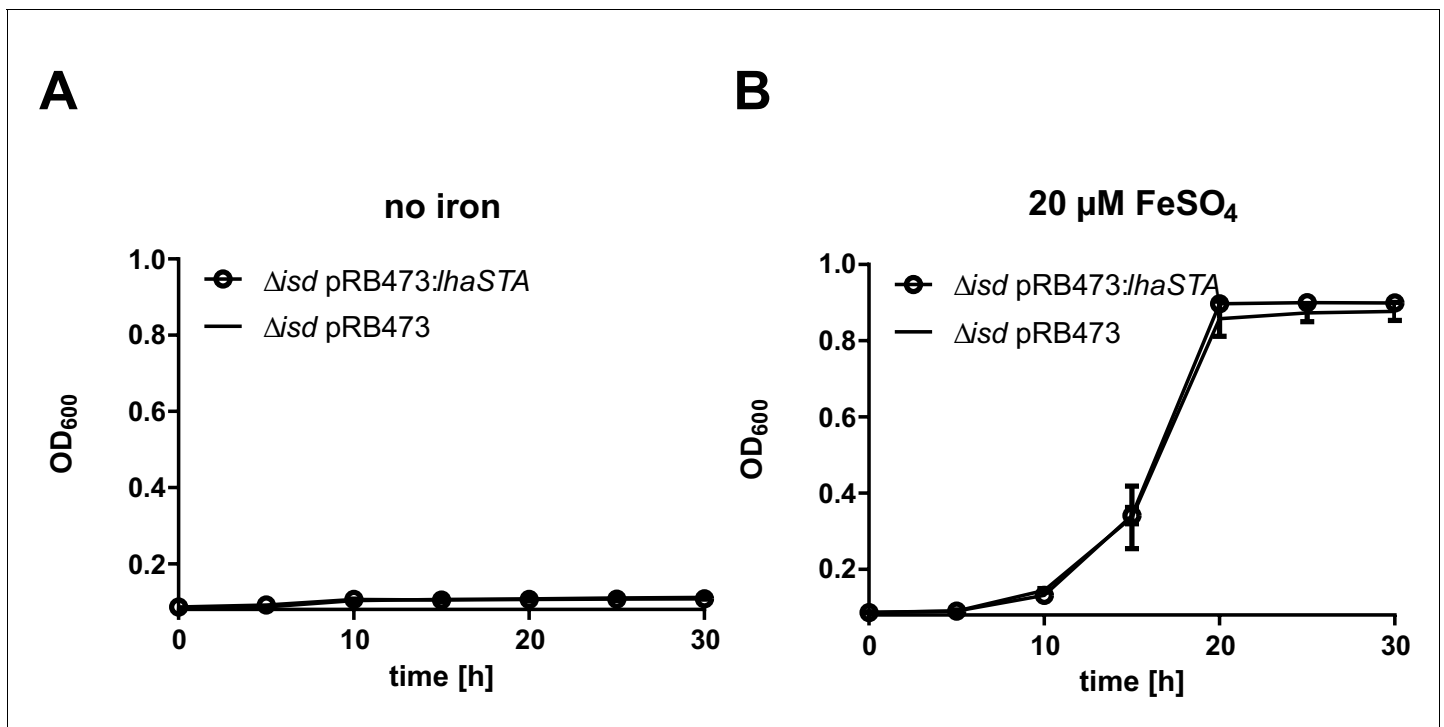 A
no iron
1.0
0.8
0.6
0.4
0.2
OD600
Δisd pRB473:lhaSTA
Δisd pRB473
0 10 20 30
time [h]
B
20 µM FeSO4
1.0
0.8
0.6
0.4
0.2
OD600
Δisd pRB473:lhaSTA
Δisd pRB473
0 10 20 30
time [h]